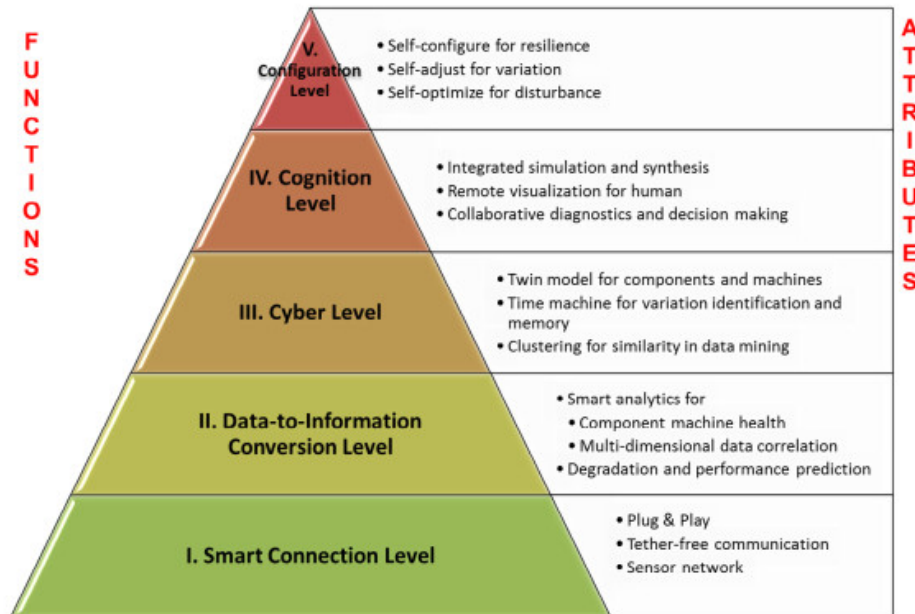 FUNCTIONS
ATTRIBUTES
V.
Configuration
Level
• Self-configure for resilience
• Self-adjust for variation
• Self-optimize for disturbance
IV. Cognition
Level
• Integrated simulation and synthesis
• Remote visualization for human
• Collaborative diagnostics and decision making
III. Cyber Level
• Twin model for components and machines
• Time machine for variation identification and
memory
• Clustering for similarity in data mining
II. Data-to-Information
Conversion Level
• Smart analytics for
• Component machine health
• Multi-dimensional data correlation
• Degradation and performance prediction
I. Smart Connection Level
• Plug & Play
• Tether-free communication
• Sensor network